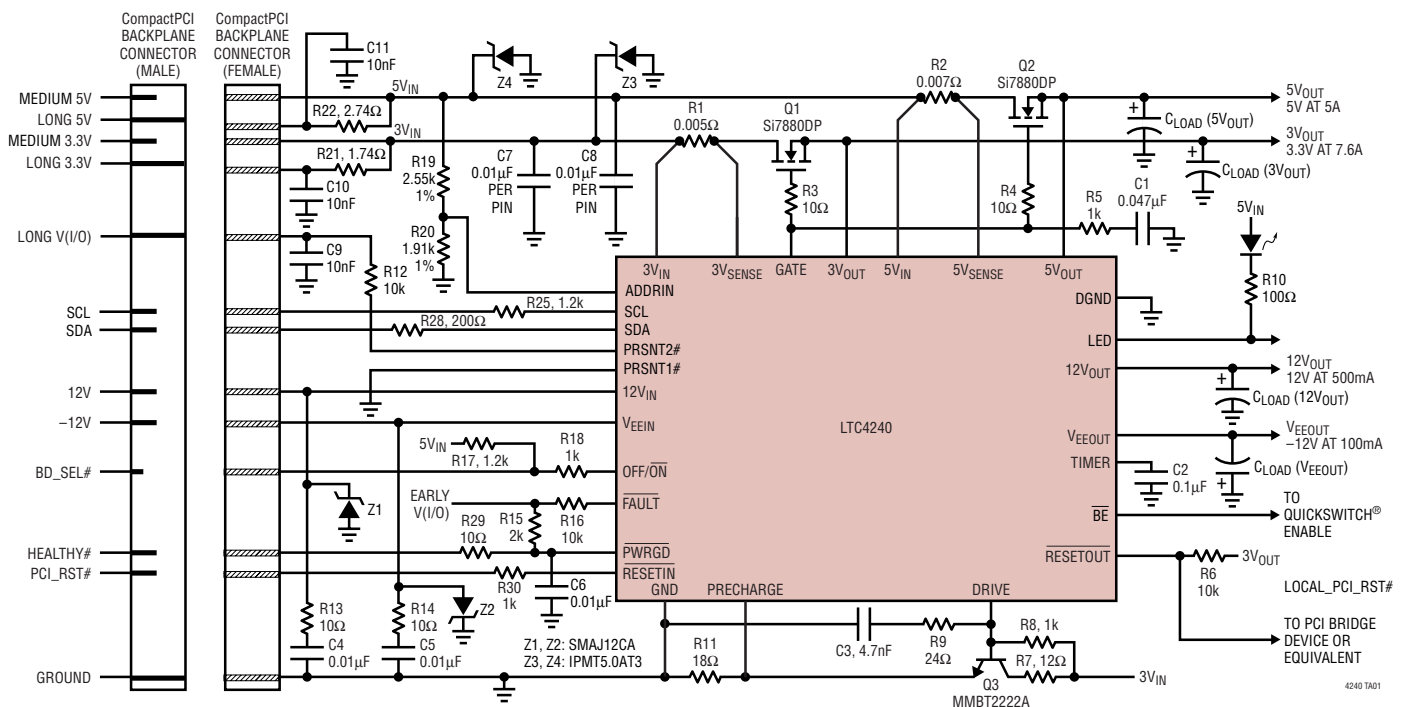 CompactPCI
BACKPLANE
CONNECTOR
(MALE)
CompactPCI
BACKPLANE
CONNECTOR
(FEMALE)
MEDIUM 5V
LONG 5V
MEDIUM 3.3V
LONG 3.3V
LONG V(I/O)
SCL
SDA
12V
–12V
BD_SEL#
HEALTHY#
PCI_RST#
GROUND
C11
10nF
Z4
Z3
5VIN
R22, 2.74Ω
3VIN
R21, 1.74Ω
C10
10nF
C9
10nF
R12
10k
R19
2.55k
1%
R20
1.91k
1%
C7
0.01µF
PER
PIN
C8
0.01µF
PER
PIN
R1
0.005Ω
Q1
Si7880DP
R2
0.007Ω
Q2
Si7880DP
R3
10Ω
R4
10Ω
R5
1k
C1
0.047µF
5VOUT
5V AT 5A
CLOAD (5VOUT)
3VOUT
3.3V AT 7.6A
CLOAD (3VOUT)
5VIN
R10
100Ω
R25, 1.2k
R28, 200Ω
3VIN
3VSENSE
GATE
3VOUT
5VIN
5VSENSE
5VOUT
ADDRIN
SCL
SDA
PRSNT2#
PRSNT1#
12VIN
VEEIN
OFF/ON
FAULT
PWRGD
RESETIN
GND
PRECHARGE
DRIVE
LTC4240
DGND
LED
12VOUT
VEEOUT
TIMER
BE
RESETOUT
12VOUT
12V AT 500mA
+
CLOAD (12VOUT)
VEEOUT
–12V AT 100mA
CLOAD (VEEOUT)
+
C2
0.1µF
TO
QUICKSWITCH®
ENABLE
3VOUT
R6
10k
LOCAL_PCI_RST#
TO PCI BRIDGE
DEVICE OR
EQUIVALENT
5VIN
R17, 1.2k
R18
1k
EARLY
V(I/O)
R29
10Ω
R15
2k
R16
10k
R30
1k
C6
0.01µF
Z1
Z2
R13
10Ω
C4
0.01µF
R14
10Ω
C5
0.01µF
Z1, Z2: SMAJ12CA
Z3, Z4: IPMT5.0AT3
R11
18Ω
C3, 4.7nF
R9
24Ω
R8, 1k
R7, 12Ω
Q3
MMBT2222A
3VIN
4240 TA01